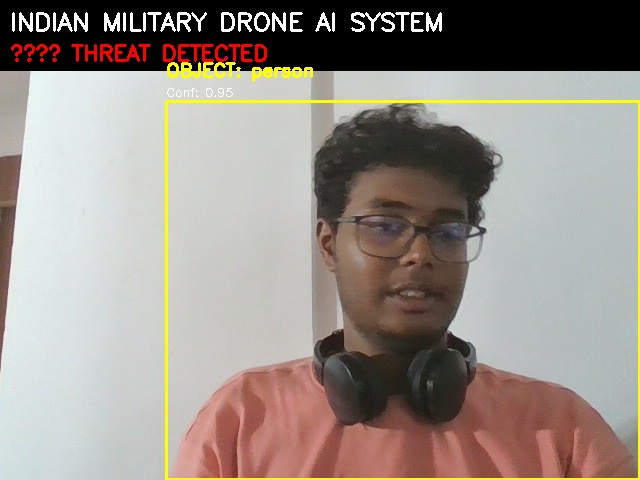 INDIAN MILITARY DRONE AI SYSTEM
???? THREAT DETECTED
OBJECT: person
Conf: 0.95